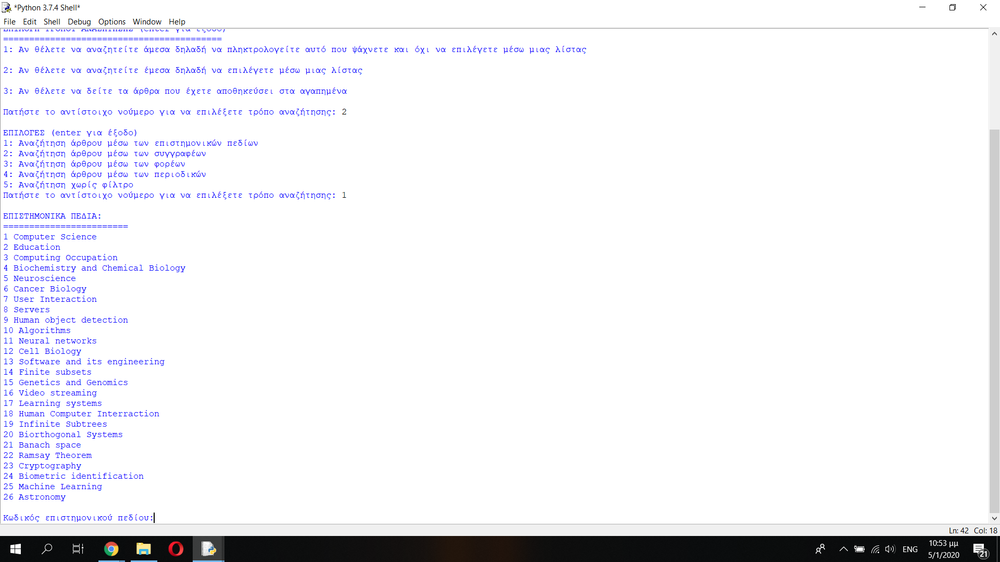 *Python 3.7.4 Shell*
File Edit Shell Debug Options Window Help
ΕΠΙΛΟΓΗ ΤΡΟΠΟΥ ΑΝΑΖΗΤΗΣΗΣ (enter για έξοδο)
==========================================
1: Αν θέλετε να αναζητείτε άμεσα δηλαδή να πληκτρολογείτε αυτό που ψάχνετε και όχι να επιλέγετε μέσω μιας λίστας
2: Αν θέλετε να αναζητείτε έμεσα δηλαδή να επιλέγετε μέσω μιας λίστας
3: Αν θέλετε να δείτε τα άρθρα που έχετε αποθηκεύσει στα αγαπημένα
Πατήστε το αντίστοιχο νούμερο για να επιλέξετε τρόπο αναζήτησης: 2
ΕΠΙΛΟΓΕΣ (enter για έξοδο)
1: Αναζήτηση άρθρου μέσω των επιστημονικών πεδίων
2: Αναζήτηση άρθρου μέσω των συγγραφέων
3: Αναζήτηση άρθρου μέσω των φορέων
4: Αναζήτηση άρθρου μέσω των περιοδικών
5: Αναζήτηση χωρίς φίλτρο
Πατήστε το αντίστοιχο νούμερο για να επιλέξετε τρόπο αναζήτησης: 1
ΕΠΙΣΤΗΜΟΝΙΚΑ ΠΕΔΙΑ:
========================
1 Computer Science
2 Education
3 Computing Occupation
4 Biochemistry and Chemical Biology
5 Neuroscience
6 Cancer Biology
7 User Interaction
8 Servers
9 Human object detection
10 Algorithms
11 Neural networks
12 Cell Biology
13 Software and its engineering
14 Finite subsets
15 Genetics and Genomics
16 Video streaming
17 Learning systems
18 Human Computer Interraction
19 Infinite Subtrees
20 Biorthogonal Systems
21 Banach space
22 Ramsay Theorem
23 Cryptography
24 Biometric identification
25 Machine Learning
26 Astronomy
Κωδικός επιστημονικού πεδίου:
Ln: 42 Col: 18
ENG
10:53 μμ
5/1/2020
21